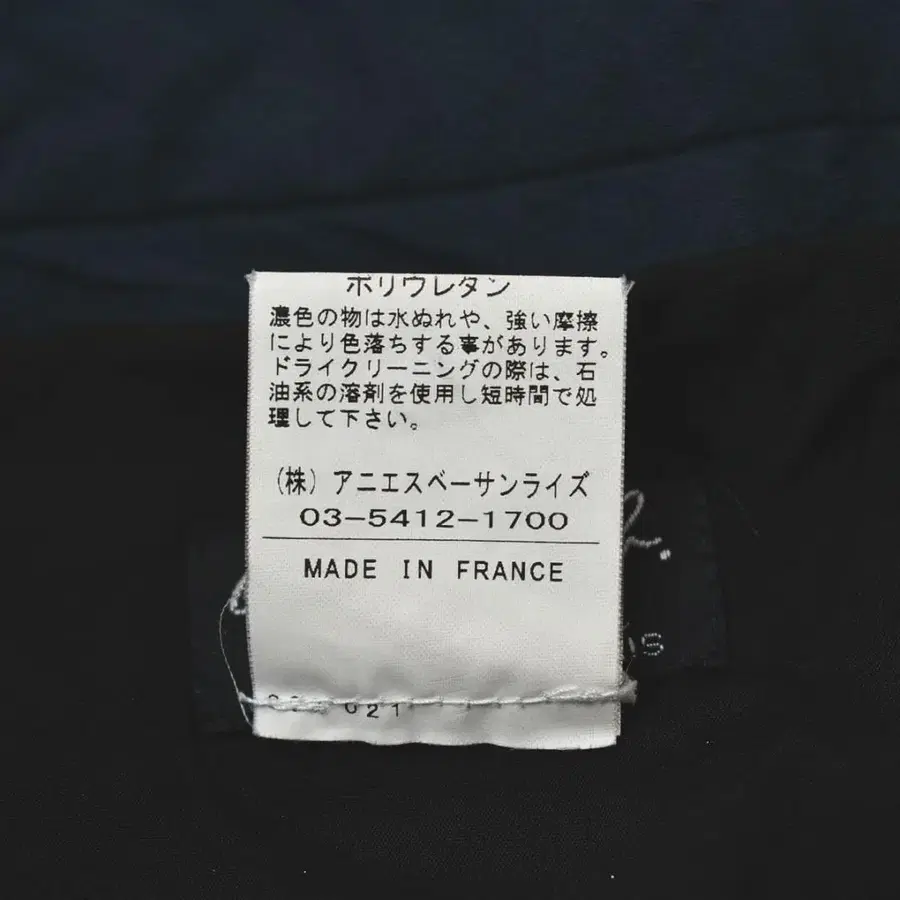 ポリウレタン
濃色の物は水ぬれや、強い摩擦
により色落ちする事があります。
ドライクリーニングの際は、石
油系の溶剤を使用し短時間で処
理して下さい。
(株) アニエスベーサンライズ
03-5412-1700
MADE IN FRANCE
021